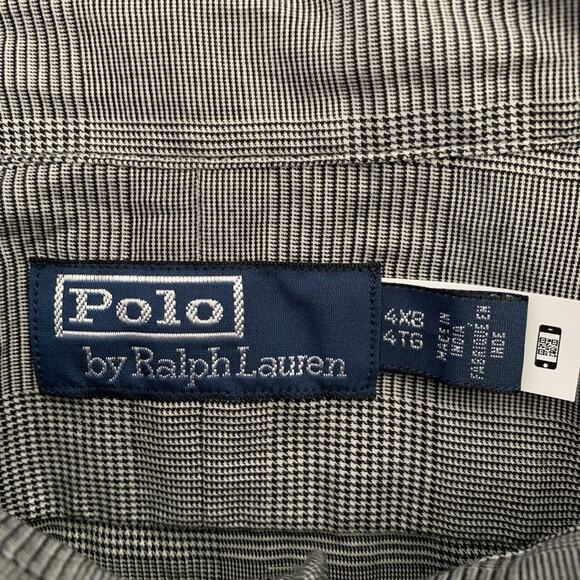 Polo
by Ralph Lauren
4XB
4TG
MADE IN
INDIA
FABRIQUÉ EN
INDE